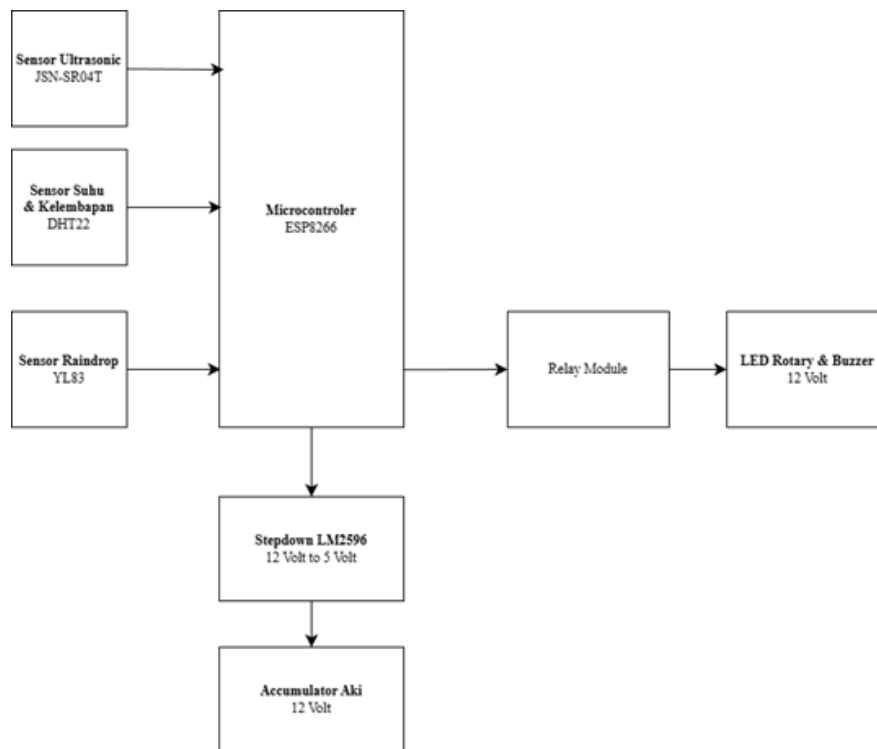 Sensor Ultrasonic
JSN-SR04T
Sensor Suhu
& Kelembapan
DHT22
Microcontroler
ESP8266
Sensor Raindrop
YL83
Relay Module
LED Rotary & Buzzer
12 Volt
Stepdown LM2596
12 Volt to 5 Volt
Accumulator Aki
12 Volt